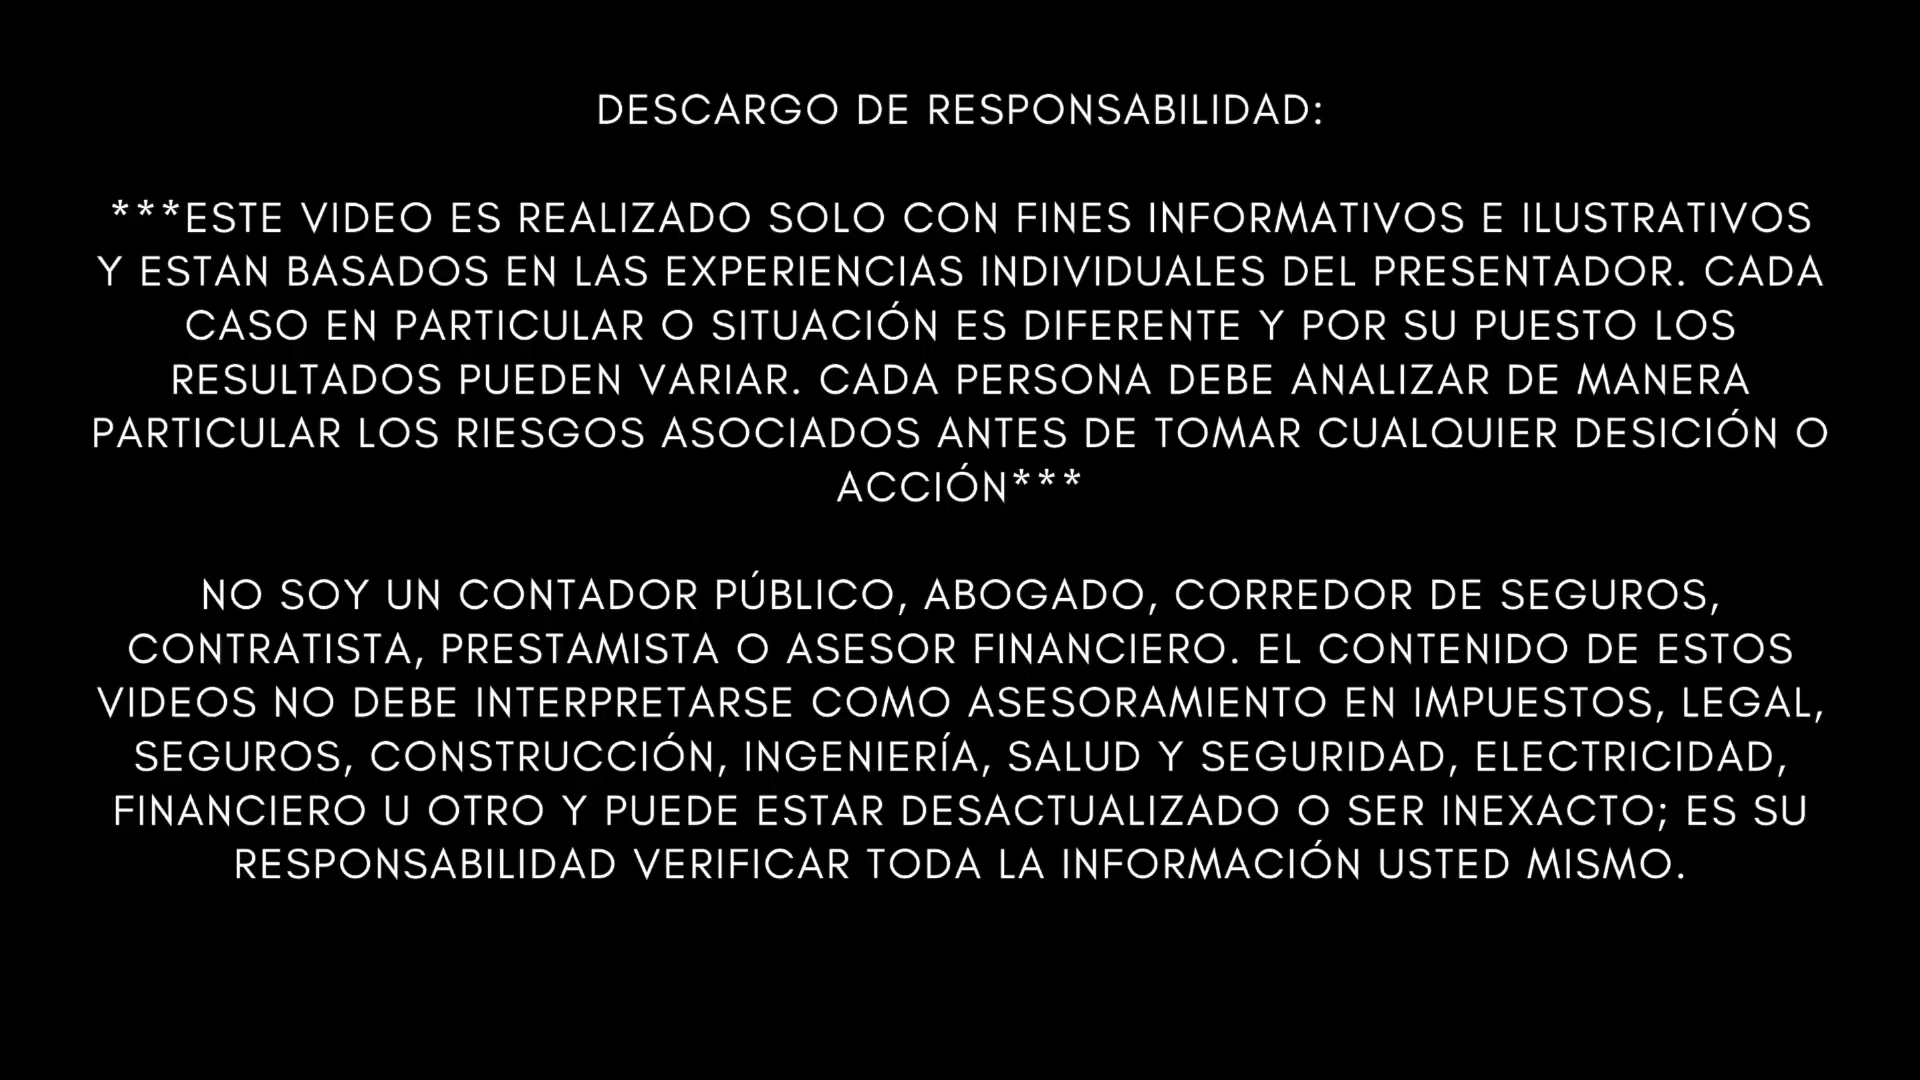 DESCARGO DE RESPONSABILIDAD:
***ESTE VIDEO ES REALIZADO SOLO CON FINES INFORMATIVOS E ILUSTRATIVOS
Y ESTAN BASADOS EN LAS EXPERIENCIAS INDIVIDUALES DEL PRESENTADOR. CADA
CASO EN PARTICULAR O SITUACIÓN ES DIFERENTE Y POR SU PUESTO LOS
RESULTADOS PUEDEN VARIAR. CADA PERSONA DEBE ANALIZAR DE MANERA
PARTICULAR LOS RIESGOS ASOCIADOS ANTES DE TOMAR CUALQUIER DESICIÓN O
ACCIÓN***
NO SOY UN CONTADOR PÚBLICO, ABOGADO, CORREDOR DE SEGUROS,
CONTRATISTA, PRESTAMISTA O ASESOR FINANCIERO. EL CONTENIDO DE ESTOS
VIDEOS NO DEBE INTERPRETARSE COMO ASESORAMIENTO EN IMPUESTOS, LEGAL,
SEGUROS, CONSTRUCCIÓN, INGENIERÍA, SALUD Y SEGURIDAD, ELECTRICIDAD,
FINANCIERO U OTRO Y PUEDE ESTAR DESACTUALIZADO O SER INEXACTO; ES SU
RESPONSABILIDAD VERIFICAR TODA LA INFORMACIÓN USTED MISMO.